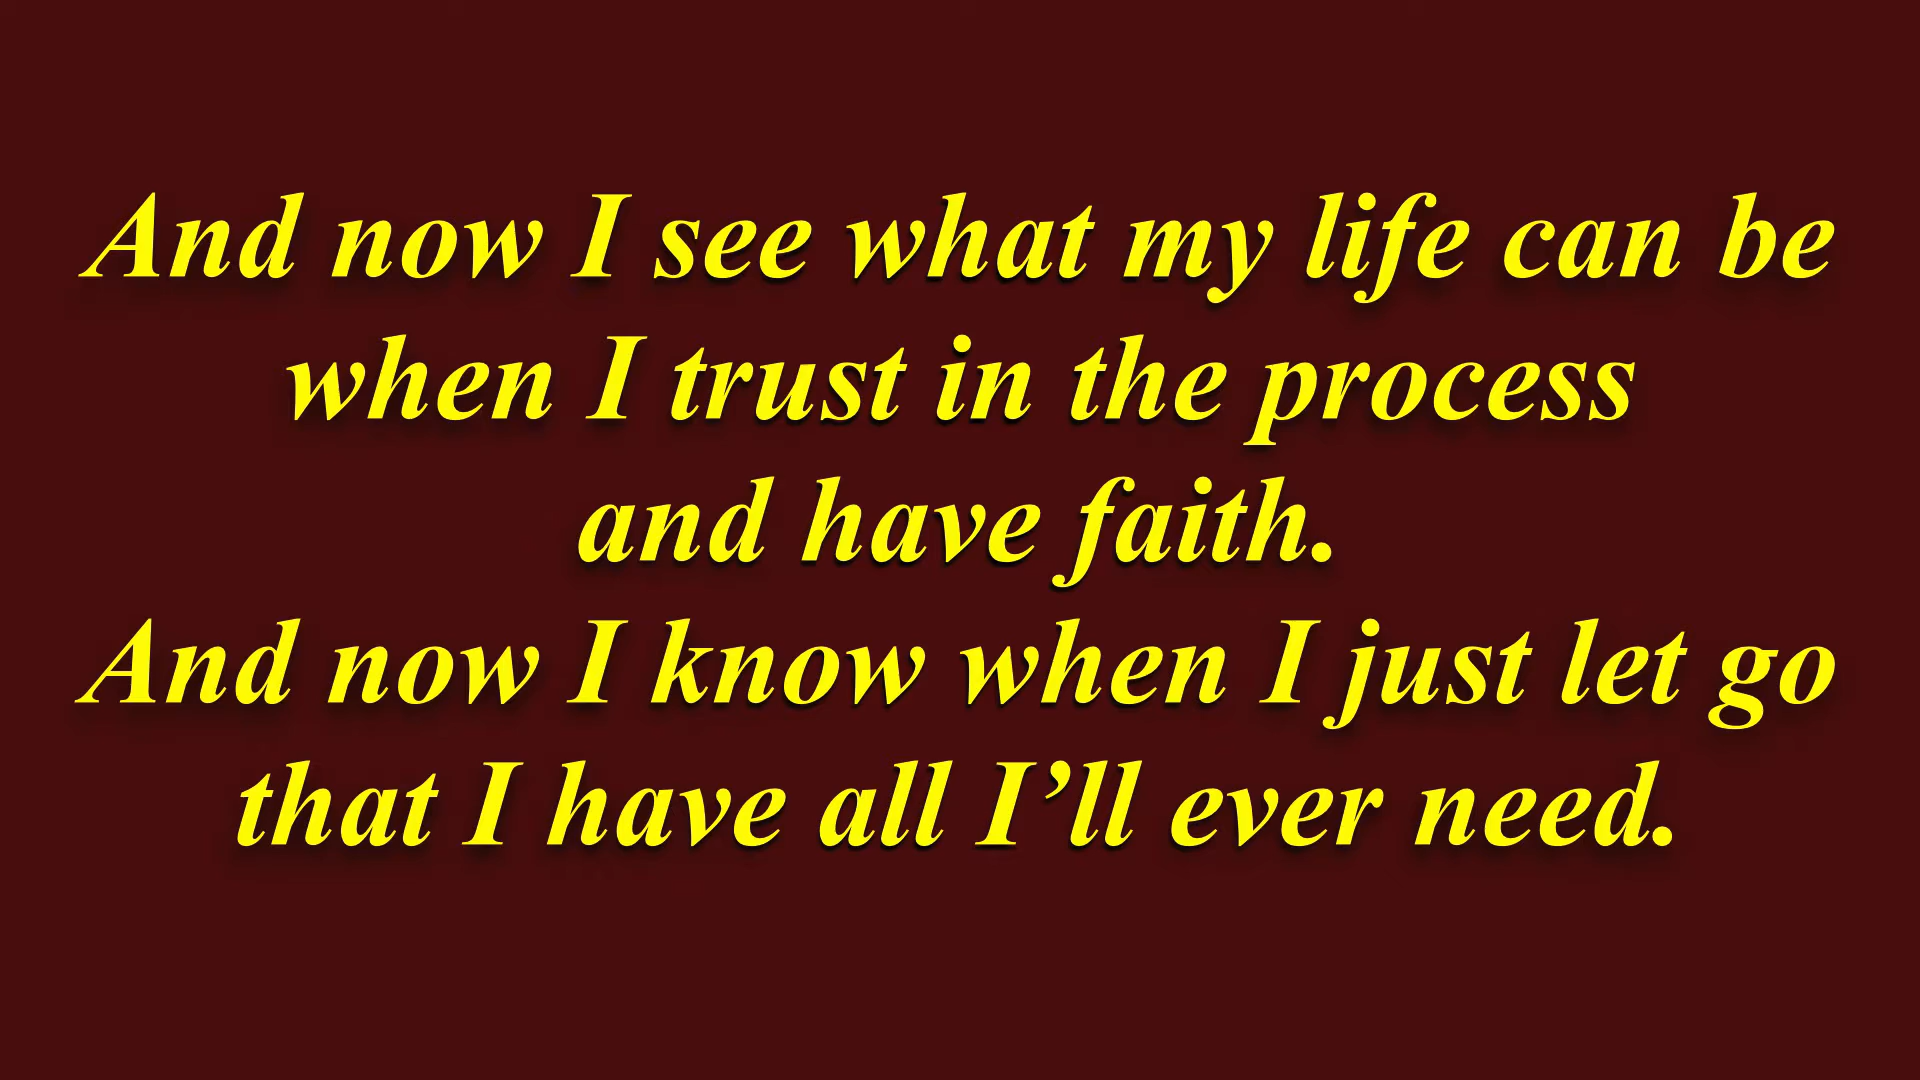 And now I see what my life can be
when I trust in the process
and have faith.
And now I know when I just let go
that I have all I’ll ever need.